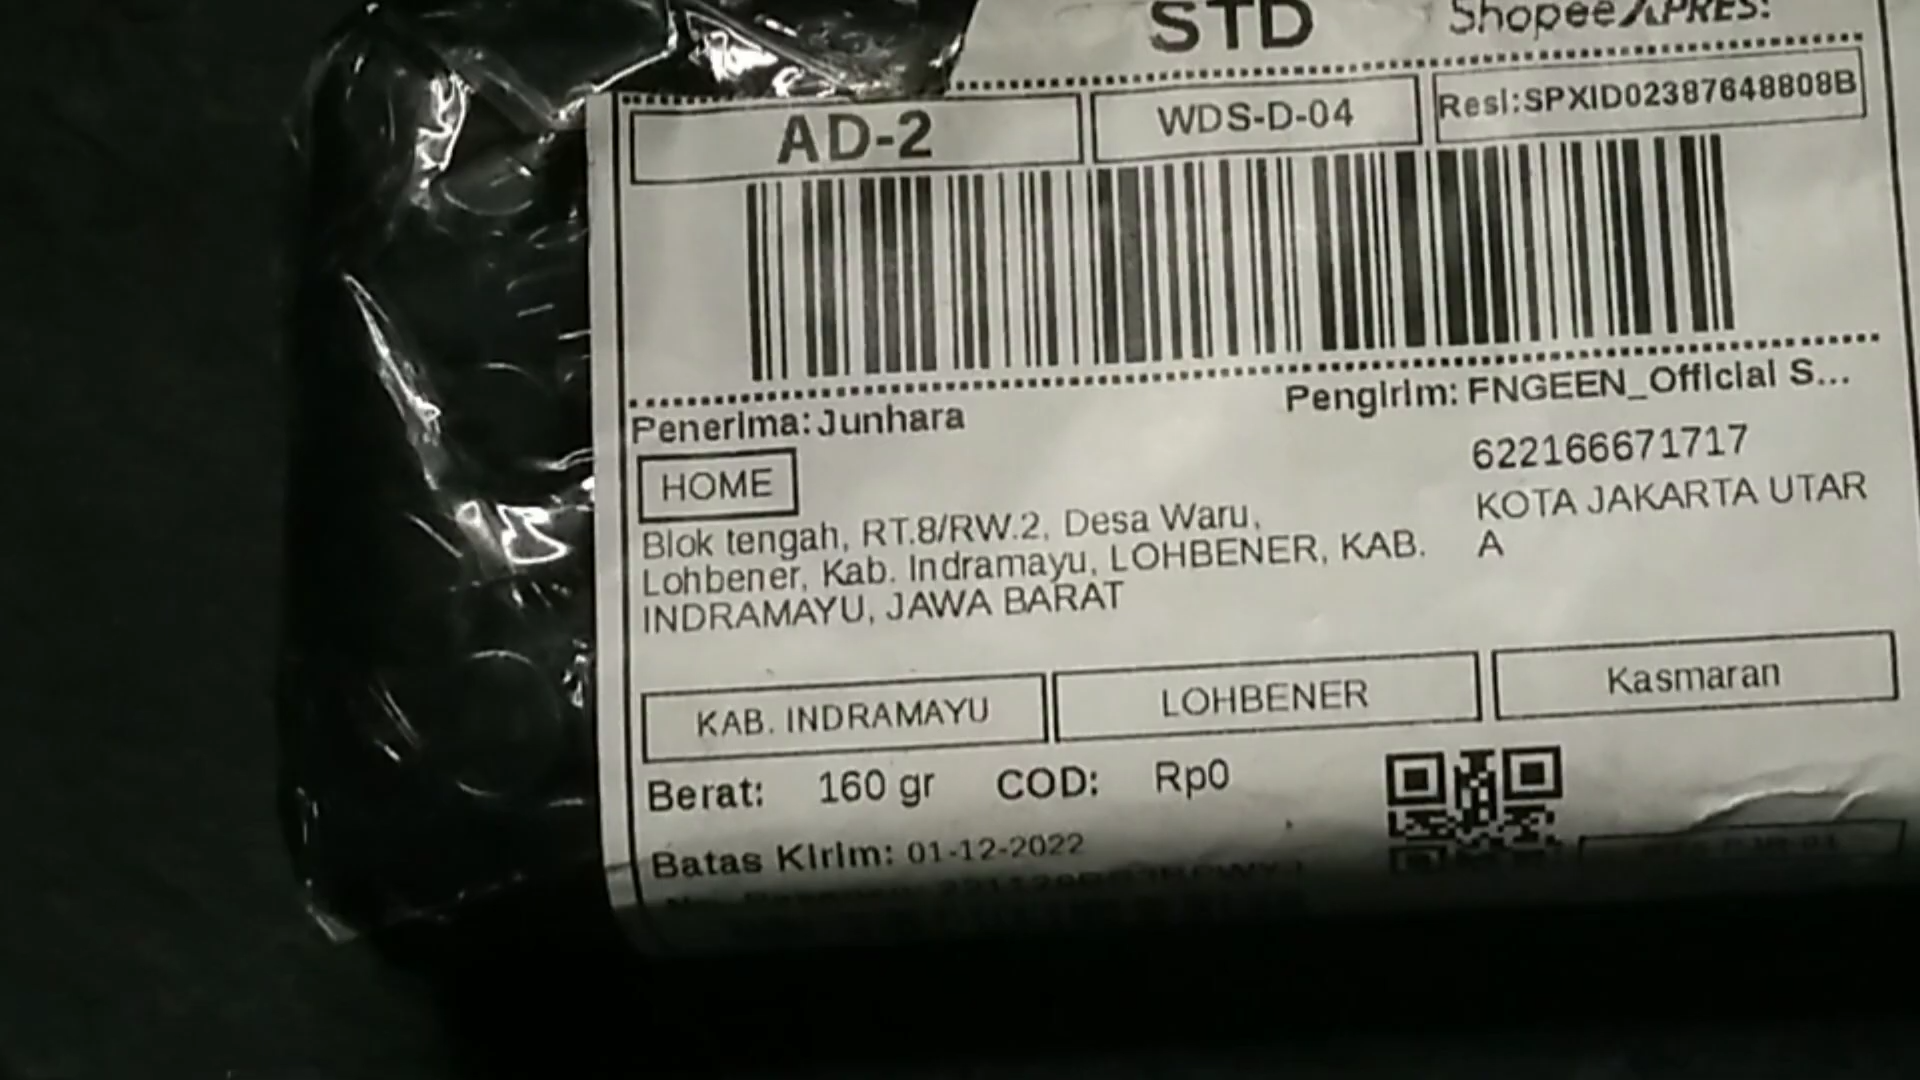 STD
Shopee XPRES
AD-2
WDS-D-04
Resi:SPXID02387648808B
Penerima: Junhara
Pengirim: FNGEEN_Official S...
HOME
622166671717
Blok tengah, RT.8/RW.2, Desa Waru,
KOTA JAKARTA UTAR
Lohbener, Kab. Indramayu, LOHBENER, KAB.
A
INDRAMAYU, JAWA BARAT
KAB. INDRAMAYU
LOHBENER
Kasmaran
Berat: 160 gr COD: Rp0
Batas Kirim: 01-12-2022